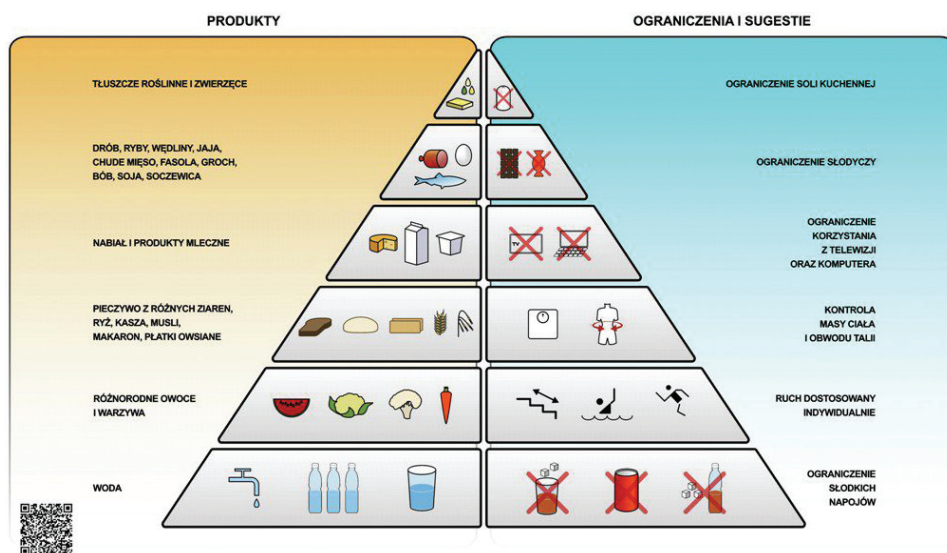 PRODUKTY
OGRANICZENIA I SUGESTIE
TŁUSZCZE ROŚLINNE I ZWIERZĘCE
OGRANICZENIE SOLI KUCHENNEJ
DRÓB, RYBY, WĘDLINY, JAJA,
CHUDE MIĘSO, FASOLA, GROCH,
BÓB, SOJA, SOCZEWICA
OGRANICZENIE SŁODYCZY
NABIAŁ I PRODUKTY MLECZNE
TV
OGRANICZENIE
KORZYSTANIA
Z TELEWIZJI
ORAZ KOMPUTERA
PIECZYWO Z RÓŻNYCH ZIAREN,
RYŻ, KASZA, MUSLI,
MAKARON, PŁATKI OWSIANE
KONTROLA
MASY CIAŁA
I OBWODU TALII
RÓŻNORODNE OWOCE
I WARZYWA
RUCH DOSTOSOWANY
INDYWIDUALNIE
WODA
OGRANICZENIE
SŁODKICH
NAPOJÓW